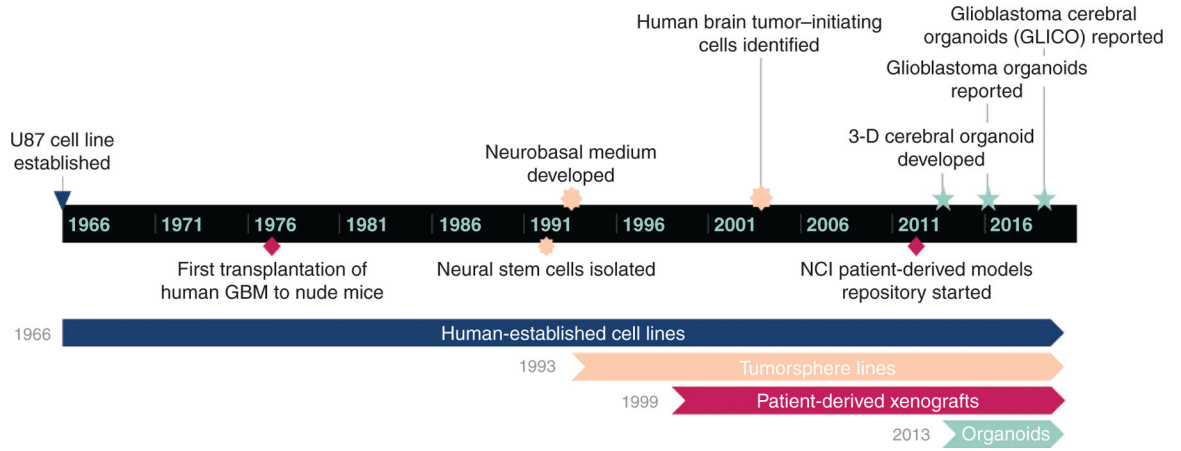 Glioblastoma cerebral
organoids (GLICO) reported
Human brain tumor–initiating
cells identified
Glioblastoma organoids
reported
U87 cell line
established
Neurobasal medium
developed
3-D cerebral organoid
developed
1966 1971 1976 1981 1986 1991 1996 2001 2006 2011 2016
First transplantation of
human GBM to nude mice
Neural stem cells isolated
NCI patient-derived models
repository started
1966 Human-established cell lines
1993 Tumorsphere lines
1999 Patient-derived xenografts
2013 Organoids